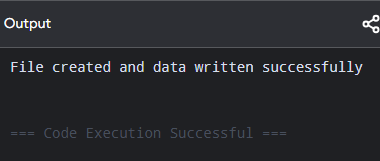 Output
File created and data written successfully
=== Code Execution Successful ===